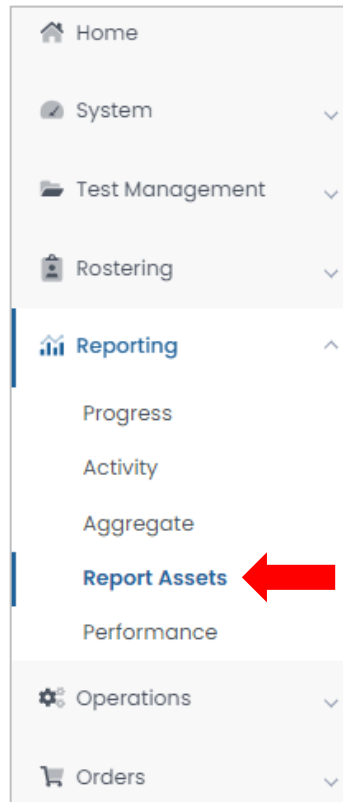 Home
System
Test Management
Rostering
Reporting
Progress
Activity
Aggregate
Report Assets
Performance
Operations
Orders